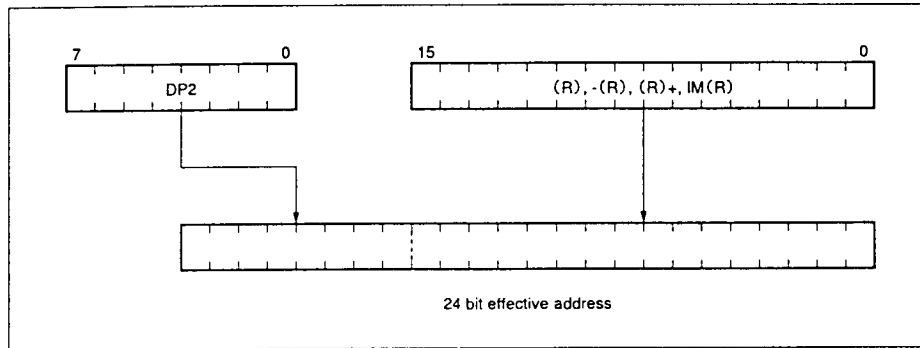 7 0 15 0
DP2 (R), -(R), (R)+, IM(R)
24 bit effective address